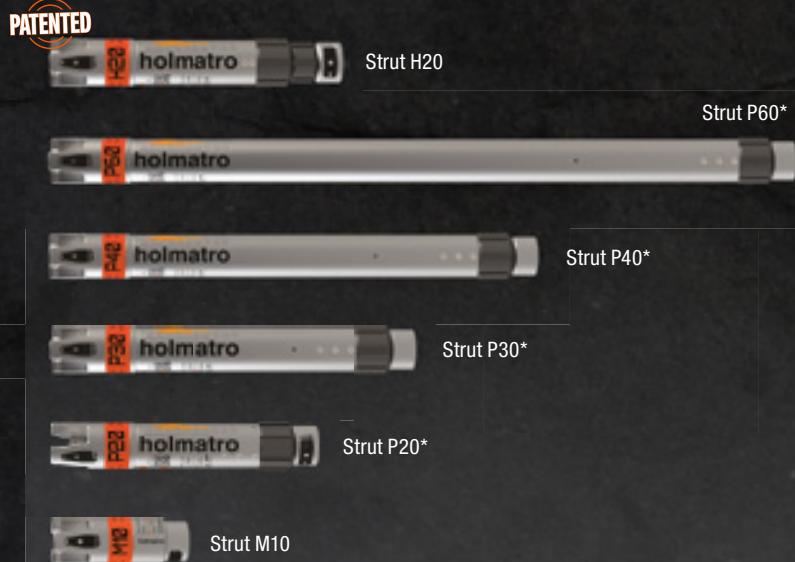 PATENTED
H20 holmatro
Strut H20
Strut P60*
P60 holmatro
P40 holmatro
Strut P40*
P30 holmatro
Strut P30*
P20 holmatro
Strut P20*
M10 holmatro
Strut M10